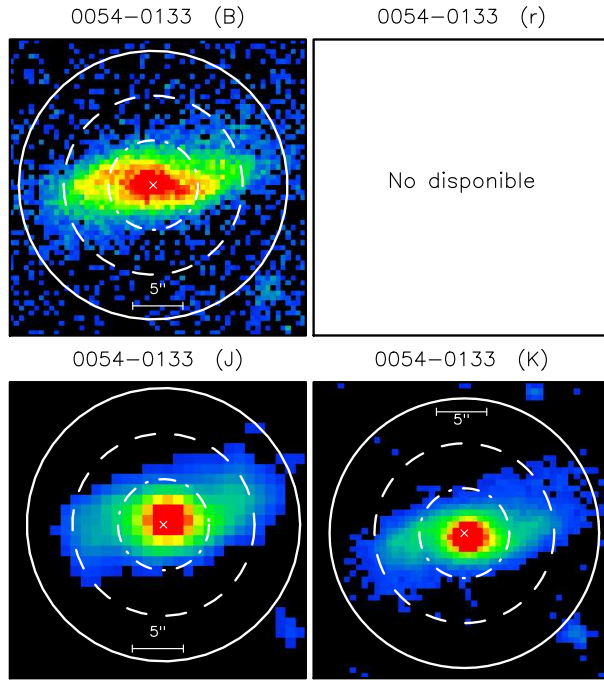 0054-0133 (B)
0054-0133 (r)
5"
No disponible
0054-0133 (J)
0054-0133 (K)
5"
5"